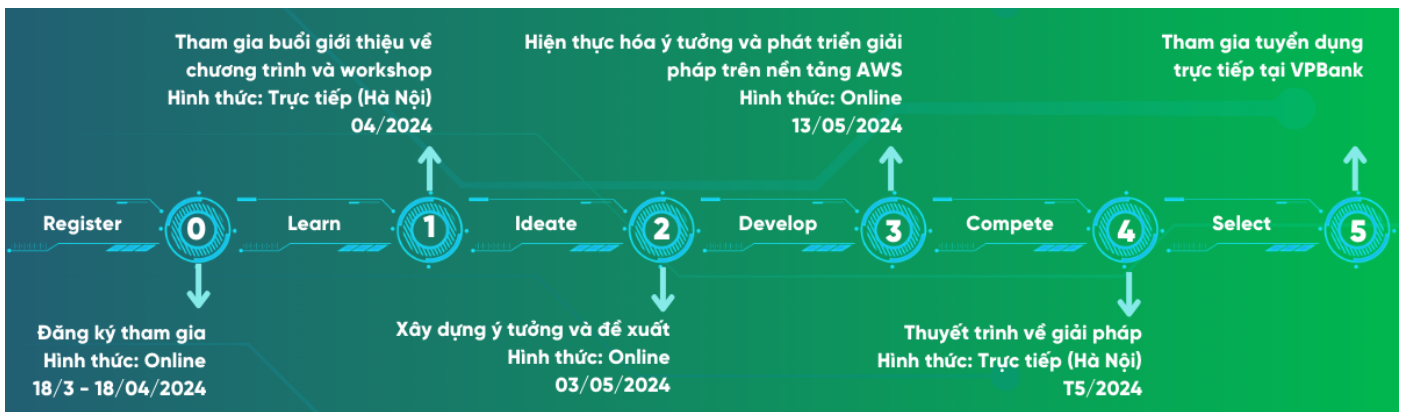 Tham gia buổi giới thiệu về
chương trình và workshop
Hình thức: Trực tiếp (Hà Nội)
04/2024
Hiện thực hóa ý tưởng và phát triển giải
pháp trên nền tảng AWS
Hình thức: Online
13/05/2024
Tham gia tuyển dụng
trực tiếp tại VPBank
Register
0
Learn
1
Ideate
2
Develop
3
Compete
4
Select
5
Đăng ký tham gia
Hình thức: Online
18/3 - 18/04/2024
Xây dựng ý tưởng và đề xuất
Hình thức: Online
03/05/2024
Thuyết trình về giải pháp
Hình thức: Trực tiếp (Hà Nội)
T5/2024